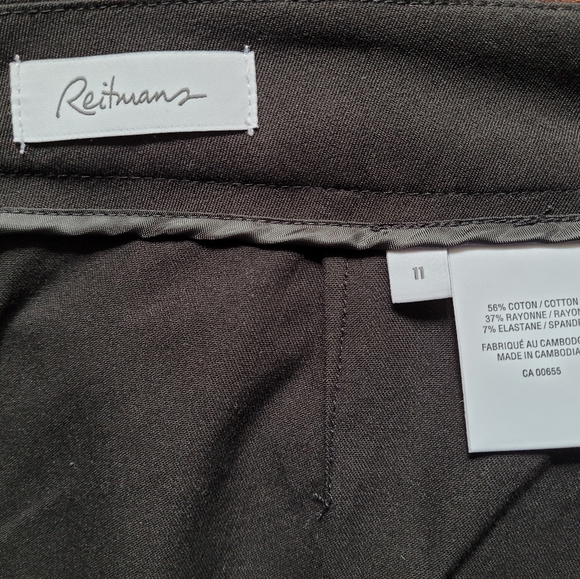 Reitmans
11
56% COTON / COTTON
37% RAYONNE / RAYON
7% ELASTANE / SPANDE
FABRIQUÉ AU CAMBODG
MADE IN CAMBODIA
CA 00655